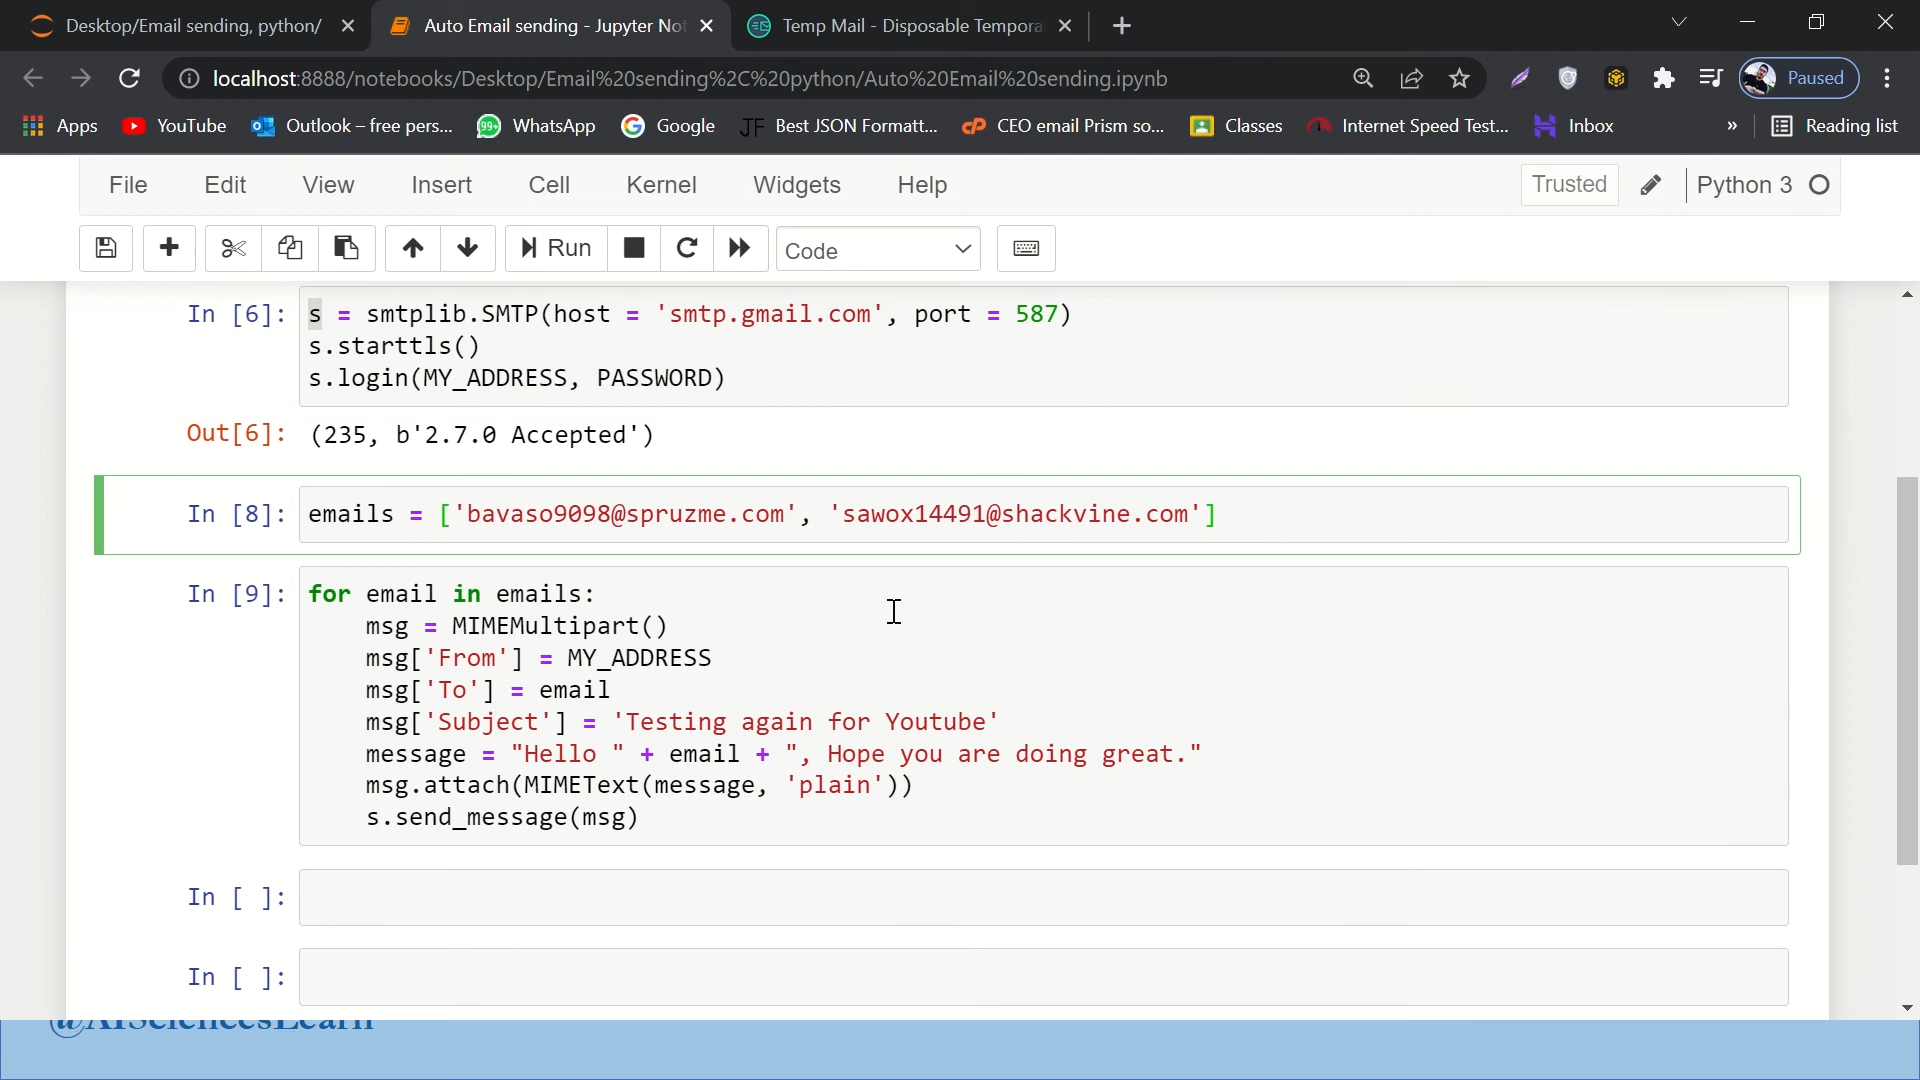 Desktop/Email sending, python/
Auto Email sending - Jupyter Not
Temp Mail - Disposable Tempora
localhost:8888/notebooks/Desktop/Email%20sending%2C%20python/Auto%20Email%20sending.ipynb
Paused
Apps
YouTube
Outlook – free pers...
99+
WhatsApp
Google
JF
Best JSON Formatt...
CEO email Prism so...
Classes
Internet Speed Test...
Inbox
»
Reading list
File
Edit
View
Insert
Cell
Kernel
Widgets
Help
Trusted
Python 3
Run
Code
In [6]: s = smtplib.SMTP(host = 'smtp.gmail.com', port = 587)
s.starttls()
s.login(MY_ADDRESS, PASSWORD)
Out[6]: (235, b'2.7.0 Accepted')
In [8]: emails = ['bavaso9098@spruzme.com', 'sawox14491@shackvine.com']
In [9]: for email in emails:
msg = MIMEMultipart()
msg['From'] = MY_ADDRESS
msg['To'] = email
msg['Subject'] = 'Testing again for Youtube'
message = "Hello " + email + ", Hope you are doing great."
msg.attach(MIMEText(message, 'plain'))
s.send_message(msg)
In [ ]:
In [ ]:
@AISciencesLearn